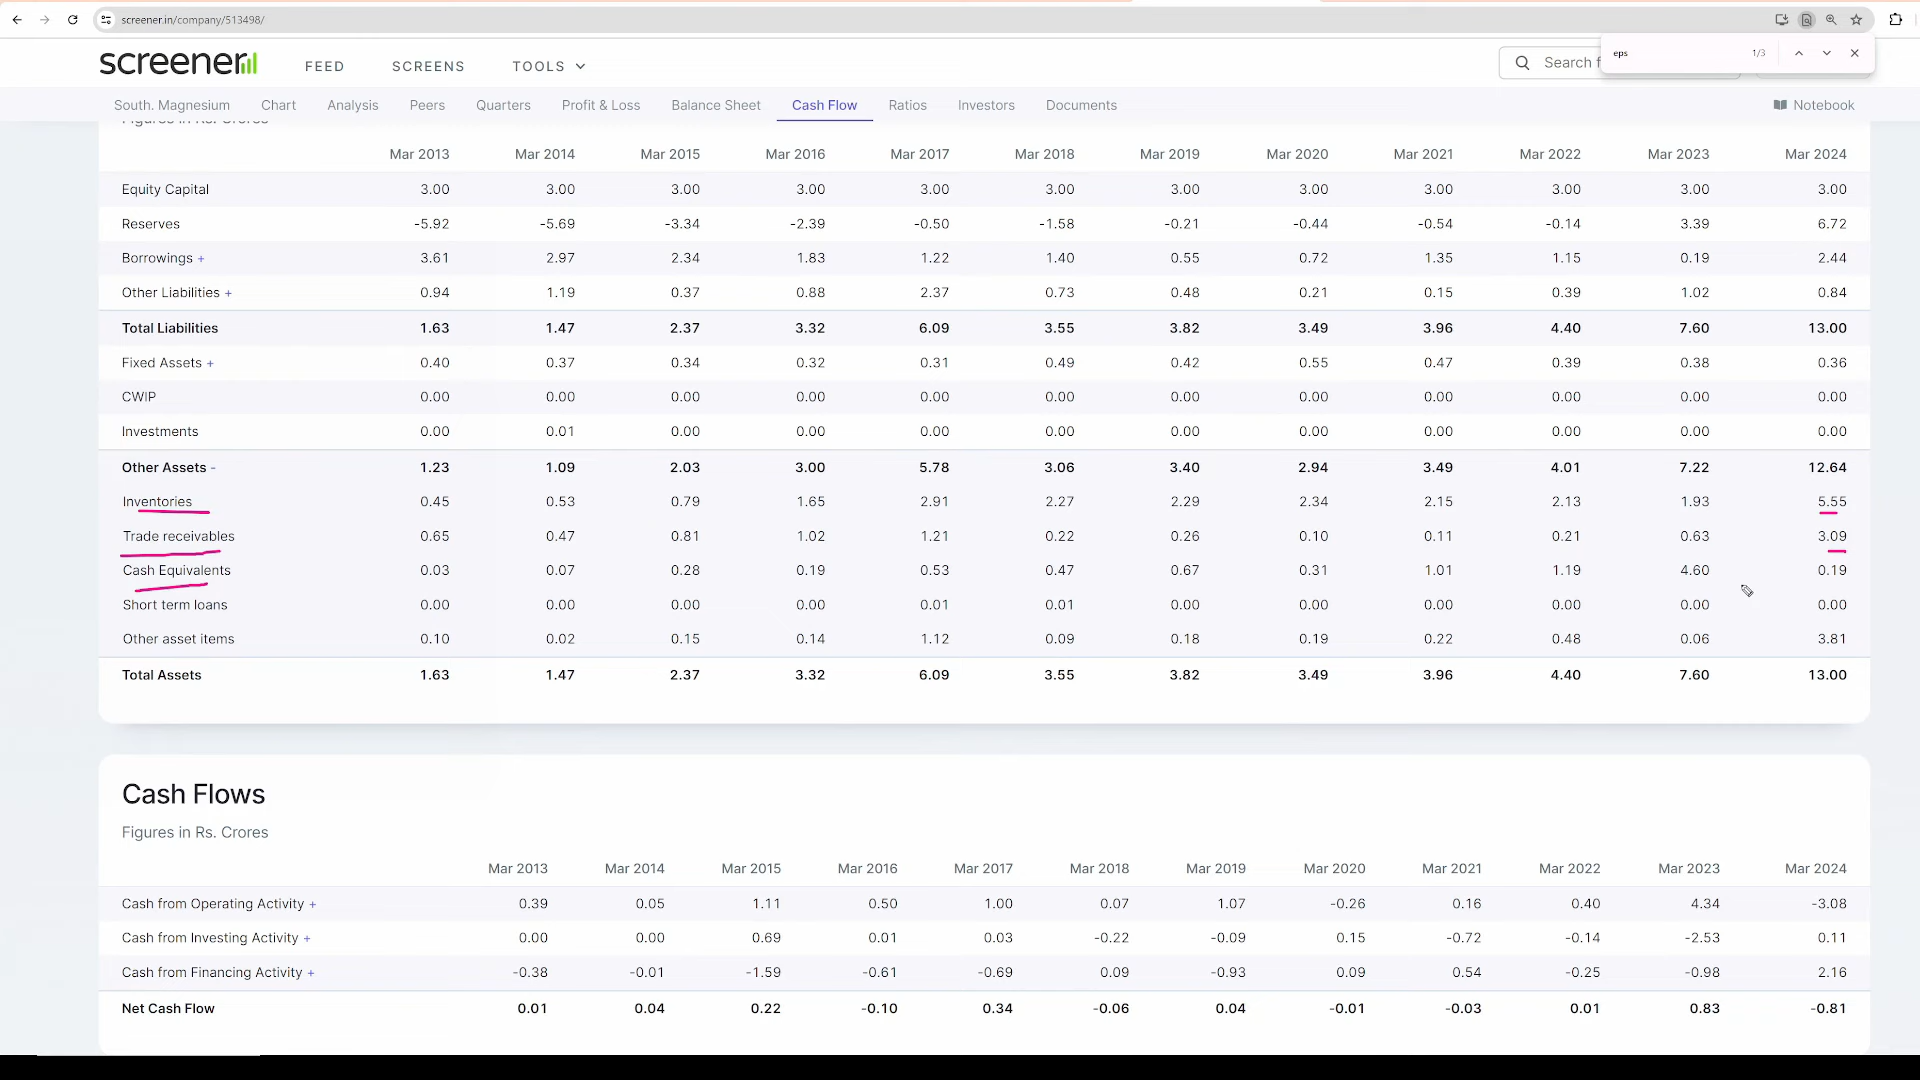 screener.in/company/513498/
eps 1/3
screener FEED SCREENS TOOLS Search f
South. Magnesium Chart Analysis Peers Quarters Profit & Loss Balance Sheet Cash Flow Ratios Investors Documents Notebook
Figures in Rs. Crores
Mar 2013 Mar 2014 Mar 2015 Mar 2016 Mar 2017 Mar 2018 Mar 2019 Mar 2020 Mar 2021 Mar 2022 Mar 2023 Mar 2024
Equity Capital 3.00 3.00 3.00 3.00 3.00 3.00 3.00 3.00 3.00 3.00 3.00 3.00
Reserves -5.92 -5.69 -3.34 -2.39 -0.50 -1.58 -0.21 -0.44 -0.54 -0.14 3.39 6.72
Borrowings + 3.61 2.97 2.34 1.83 1.22 1.40 0.55 0.72 1.35 1.15 0.19 2.44
Other Liabilities + 0.94 1.19 0.37 0.88 2.37 0.73 0.48 0.21 0.15 0.39 1.02 0.84
Total Liabilities 1.63 1.47 2.37 3.32 6.09 3.55 3.82 3.49 3.96 4.40 7.60 13.00
Fixed Assets + 0.40 0.37 0.34 0.32 0.31 0.49 0.42 0.55 0.47 0.39 0.38 0.36
CWIP 0.00 0.00 0.00 0.00 0.00 0.00 0.00 0.00 0.00 0.00 0.00 0.00
Investments 0.00 0.01 0.00 0.00 0.00 0.00 0.00 0.00 0.00 0.00 0.00 0.00
Other Assets - 1.23 1.09 2.03 3.00 5.78 3.06 3.40 2.94 3.49 4.01 7.22 12.64
Inventories 0.45 0.53 0.79 1.65 2.91 2.27 2.29 2.34 2.15 2.13 1.93 5.55
Trade receivables 0.65 0.47 0.81 1.02 1.21 0.22 0.26 0.10 0.11 0.21 0.63 3.09
Cash Equivalents 0.03 0.07 0.28 0.19 0.53 0.47 0.67 0.31 1.01 1.19 4.60 0.19
Short term loans 0.00 0.00 0.00 0.00 0.01 0.01 0.00 0.00 0.00 0.00 0.00 0.00
Other asset items 0.10 0.02 0.15 0.14 1.12 0.09 0.18 0.19 0.22 0.48 0.06 3.81
Total Assets 1.63 1.47 2.37 3.32 6.09 3.55 3.82 3.49 3.96 4.40 7.60 13.00
Cash Flows
Figures in Rs. Crores
Mar 2013 Mar 2014 Mar 2015 Mar 2016 Mar 2017 Mar 2018 Mar 2019 Mar 2020 Mar 2021 Mar 2022 Mar 2023 Mar 2024
Cash from Operating Activity + 0.39 0.05 1.11 0.50 1.00 0.07 1.07 -0.26 0.16 0.40 4.34 -3.08
Cash from Investing Activity + 0.00 0.00 0.69 0.01 0.03 -0.22 -0.09 0.15 -0.72 -0.14 -2.53 0.11
Cash from Financing Activity + -0.38 -0.01 -1.59 -0.61 -0.69 0.09 -0.93 0.09 0.54 -0.25 -0.98 2.16
Net Cash Flow 0.01 0.04 0.22 -0.10 0.34 -0.06 0.04 -0.01 -0.03 0.01 0.83 -0.81